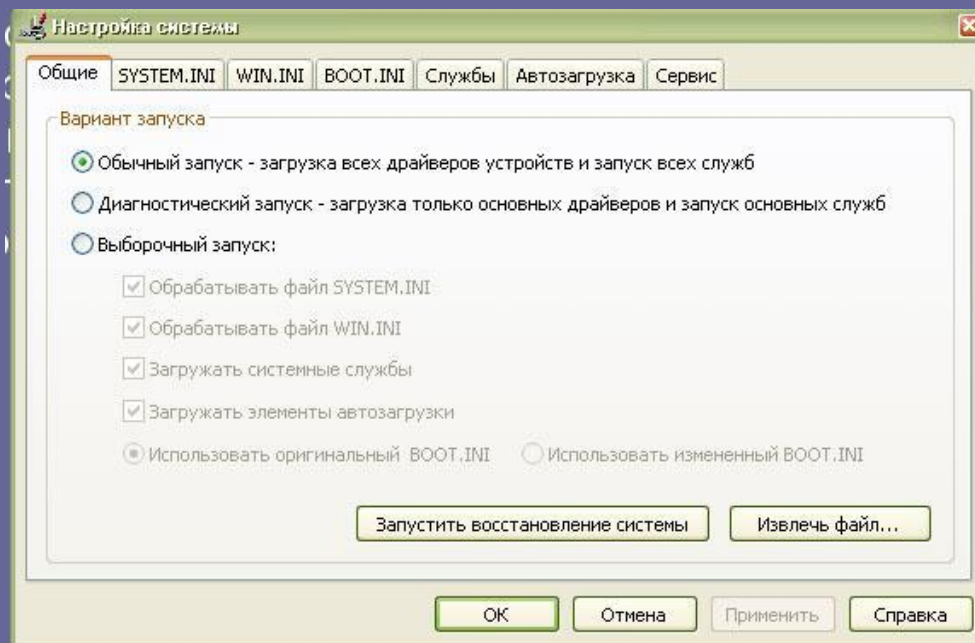 Настройка системы
Общие SYSTEM.INI WIN.INI BOOT.INI Службы Автозагрузка Сервис
Вариант запуска
Обычный запуск - загрузка всех драйверов устройств и запуск всех служб
Диагностический запуск - загрузка только основных драйверов и запуск основных служб
Выборочный запуск:
Обрабатывать файл SYSTEM.INI
Обрабатывать файл WIN.INI
Загружать системные службы
Загружать элементы автозагрузки
Использовать оригинальный BOOT.INI Использовать измененный BOOT.INI
Запустить восстановление системы Извлечь файл...
ОК Отмена Применить Справка